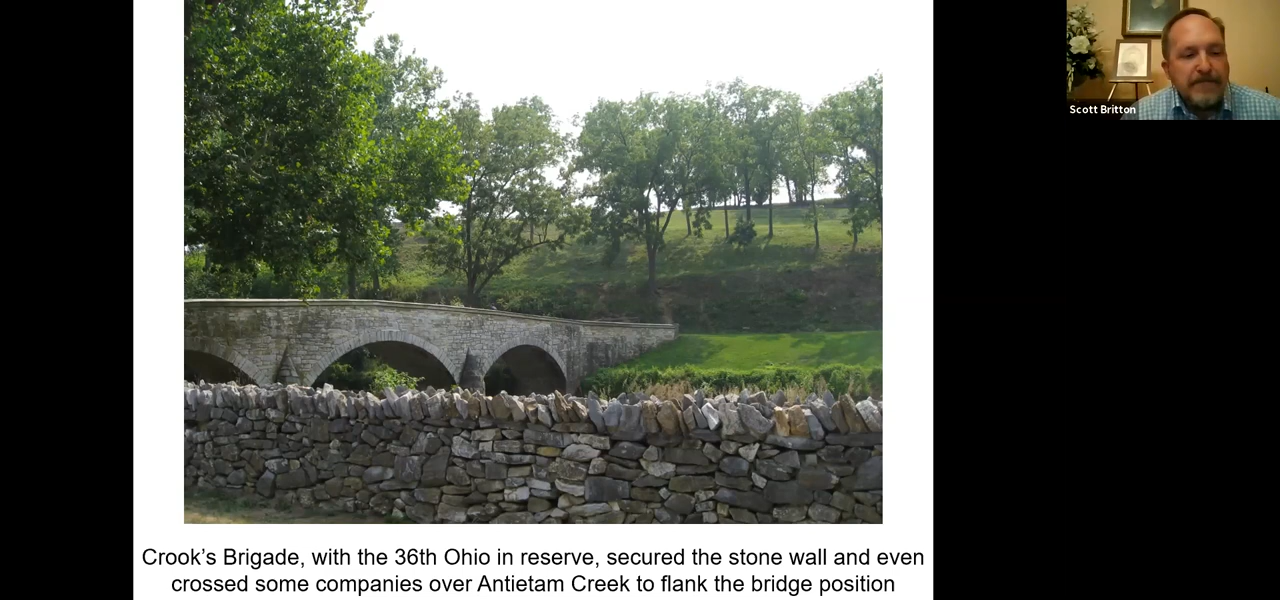 Scott Britton
Crook's Brigade, with the 36th Ohio in reserve, secured the stone wall and even
crossed some companies over Antietam Creek to flank the bridge position